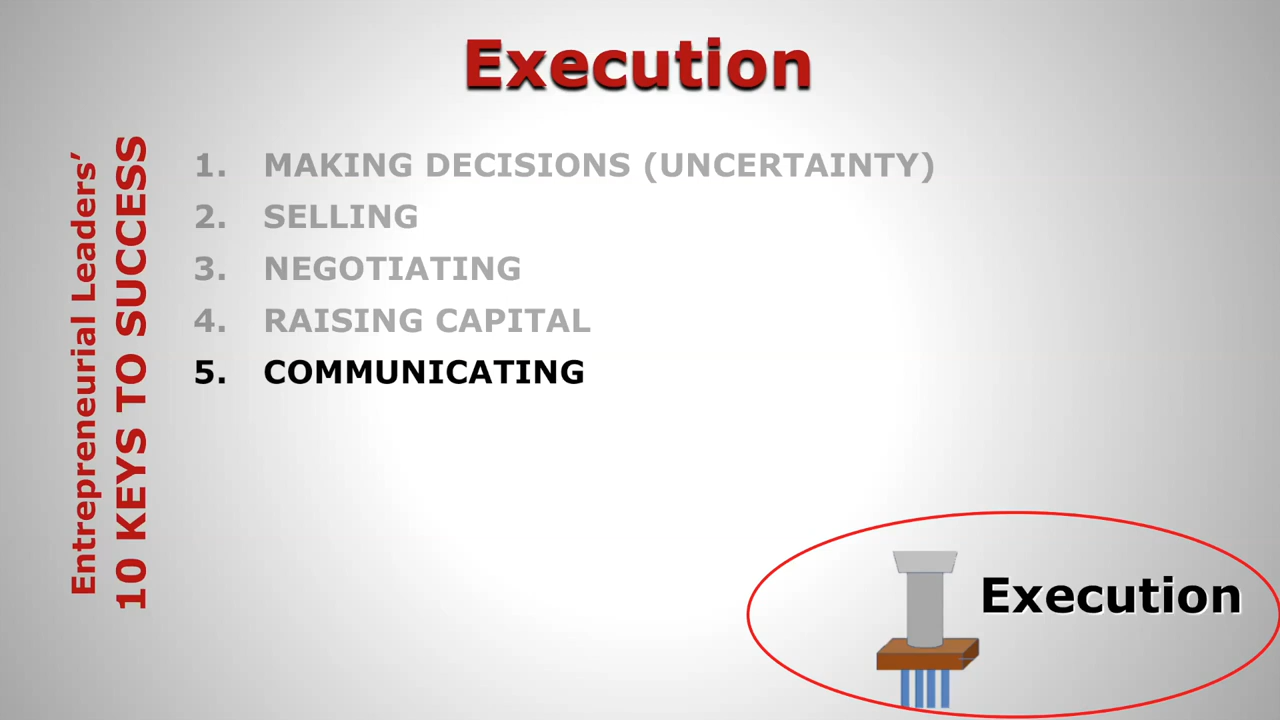 Execution
Entrepreneurial Leaders’
10 KEYS TO SUCCESS
1. MAKING DECISIONS (UNCERTAINTY)
2. SELLING
3. NEGOTIATING
4. RAISING CAPITAL
5. COMMUNICATING
Execution